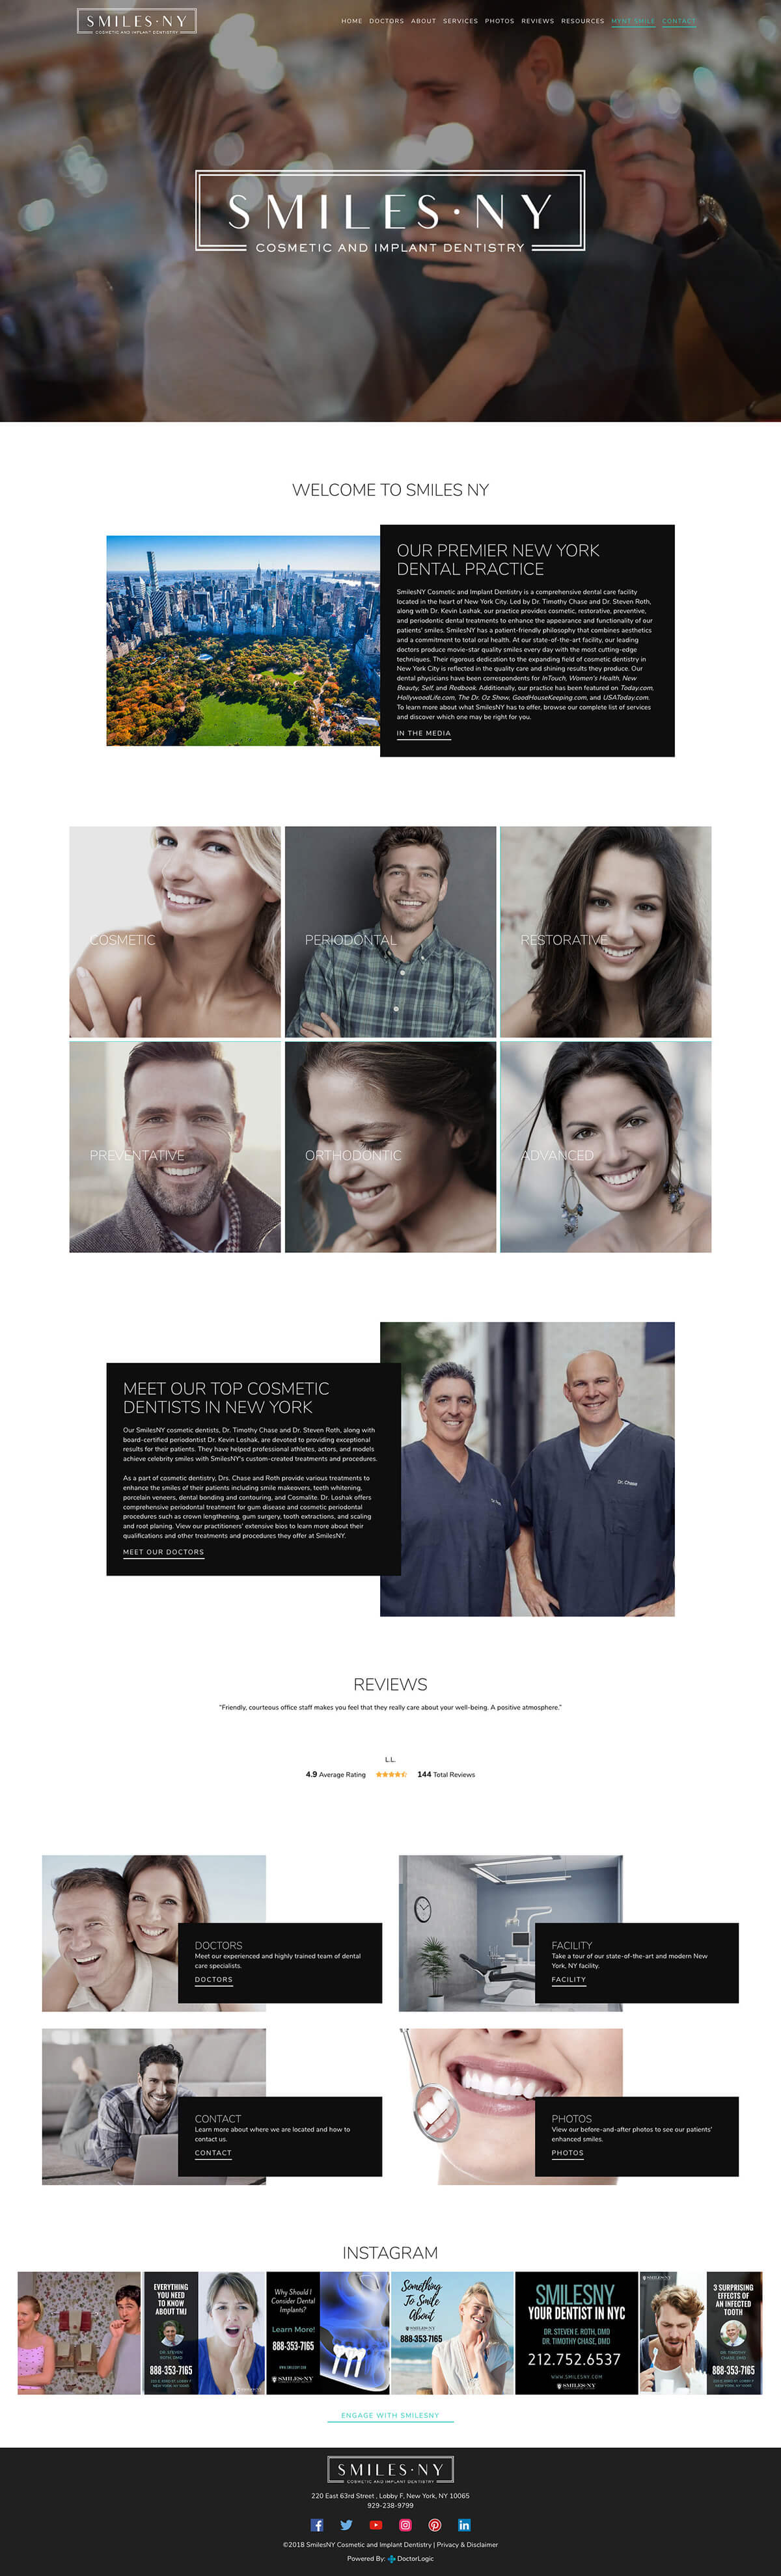 SMILES·NY
COSMETIC AND IMPLANT DENTISTRY
HOME DOCTORS ABOUT SERVICES PHOTOS REVIEWS RESOURCES MYNT SMILE CONTACT
SMILES·NY
COSMETIC AND IMPLANT DENTISTRY
WELCOME TO SMILES NY
OUR PREMIER NEW YORK
DENTAL PRACTICE
SmilesNY Cosmetic and Implant Dentistry is a comprehensive dental care facility
located in the heart of New York City. Led by Dr. Timothy Chase and Dr. Steven Roth,
along with Dr. Kevin Loshak, our practice provides cosmetic, restorative, preventive,
and periodontic dental treatments to enhance the appearance and functionality of our
patients' smiles. SmilesNY has a patient-friendly philosophy that combines aesthetics
and a commitment to total oral health. At our state-of-the-art facility, our leading
doctors produce movie-star quality smiles every day with the most cutting-edge
techniques. Their rigorous dedication to the expanding field of cosmetic dentistry in
New York City is reflected in the quality care and shining results they produce. Our
dental physicians have been correspondents for InTouch, Women's Health, New
Beauty, Self, and Redbook. Additionally, our practice has been featured on Today.com,
HollywoodLife.com, The Dr. Oz Show, GoodHouseKeeping.com, and USAToday.com.
To learn more about what SmilesNY has to offer, browse our complete list of services
and discover which one may be right for you.
IN THE MEDIA
COSMETIC
PERIODONTAL
RESTORATIVE
PREVENTATIVE
ORTHODONTIC
ADVANCED
MEET OUR TOP COSMETIC
DENTISTS IN NEW YORK
Our SmilesNY cosmetic dentists, Dr. Timothy Chase and Dr. Steven Roth, along with
board-certified periodontist Dr. Kevin Loshak, are devoted to providing exceptional
results for their patients. They have helped professional athletes, actors, and models
achieve celebrity smiles with SmilesNY's custom-created treatments and procedures.
As a part of cosmetic dentistry, Drs. Chase and Roth provide various treatments to
enhance the smiles of their patients including smile makeovers, teeth whitening,
porcelain veneers, dental bonding and contouring, and Cosmalite. Dr. Loshak offers
comprehensive periodontal treatment for gum disease and cosmetic periodontal
procedures such as crown lengthening, gum surgery, tooth extractions, and scaling
and root planing. View our practitioners' extensive bios to learn more about their
qualifications and other treatments and procedures they offer at SmilesNY.
MEET OUR DOCTORS
Dr. Chase
REVIEWS
"Friendly, courteous office staff makes you feel that they really care about your well-being. A positive atmosphere."
L.L.
4.9 Average Rating 144 Total Reviews
DOCTORS
Meet our experienced and highly trained team of dental
care specialists.
DOCTORS
FACILITY
Take a tour of our state-of-the-art and modern New
York, NY facility.
FACILITY
CONTACT
Learn more about where we are located and how to
contact us.
CONTACT
PHOTOS
View our before-and-after photos to see our patients'
enhanced smiles.
PHOTOS
INSTAGRAM
EVERYTHING
YOU NEED
TO KNOW
ABOUT TMJ
DR. STEVEN
ROTH, DMD
888-353-7165
Why Should I
Consider Dental
Implants?
Learn More!
888-353-7165
WWW.SMILESNY.COM
SMILES·NY
Something
To Smile
About
SMILES·NY
888-353-7165
SMILESNY
YOUR DENTIST IN NYC
DR. STEVEN E. ROTH, DMD
DR. TIMOTHY CHASE, DMD
212.752.6537
WWW.SMILESNY.COM
SMILES·NY
SMILES·NY
3 SURPRISING
EFFECTS OF
AN INFECTED
TOOTH
DR. TIMOTHY
CHASE, DMD
888-353-7165
ENGAGE WITH SMILESNY
SMILES·NY
COSMETIC AND IMPLANT DENTISTRY
220 East 63rd Street , Lobby F, New York, NY 10065
929-238-9799
©2018 SmilesNY Cosmetic and Implant Dentistry | Privacy & Disclaimer
Powered By: DoctorLogic